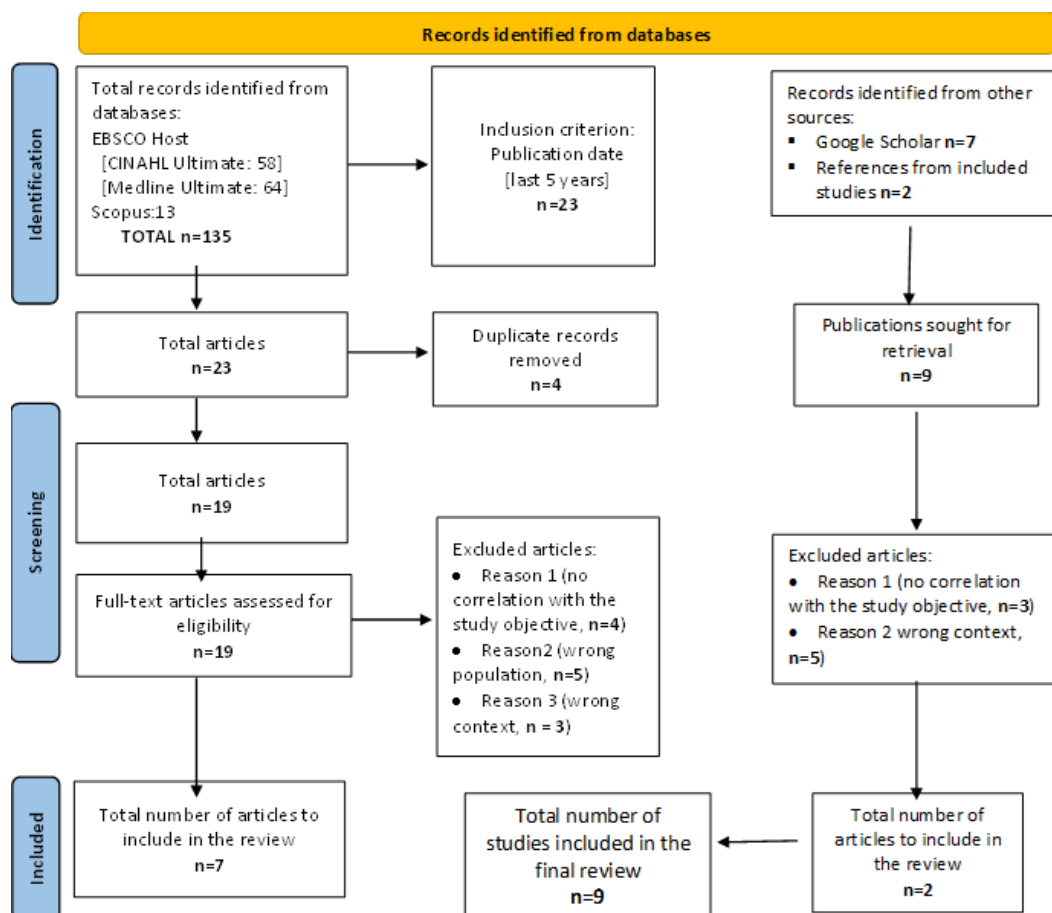 Records identified from databases
Identification
Total records identified from
databases:
EBSCO Host
[CINAHL Ultimate: 58]
[Medline Ultimate: 64]
Scopus:13
TOTAL n=135
Inclusion criterion:
Publication date
[last 5 years]
n=23
Records identified from other
sources:
▪ Google Scholar n=7
▪ References from included
studies n=2
Total articles
n=23
Duplicate records
removed
n=4
Publications sought for
retrieval
n=9
Screening
Total articles
n=19
Full-text articles assessed for
eligibility
n=19
Excluded articles:
● Reason 1 (no
correlation with the
study objective, n=4)
● Reason2 (wrong
population, n=5)
● Reason 3 (wrong
context, n = 3)
Excluded articles:
● Reason 1 (no correlation
with the study objective, n=3)
● Reason 2 wrong context,
n=5)
Included
Total number of articles to
include in the review
n=7
Total number of
studies included in the
final review
n=9
Total number of
articles to include in
the review
n=2